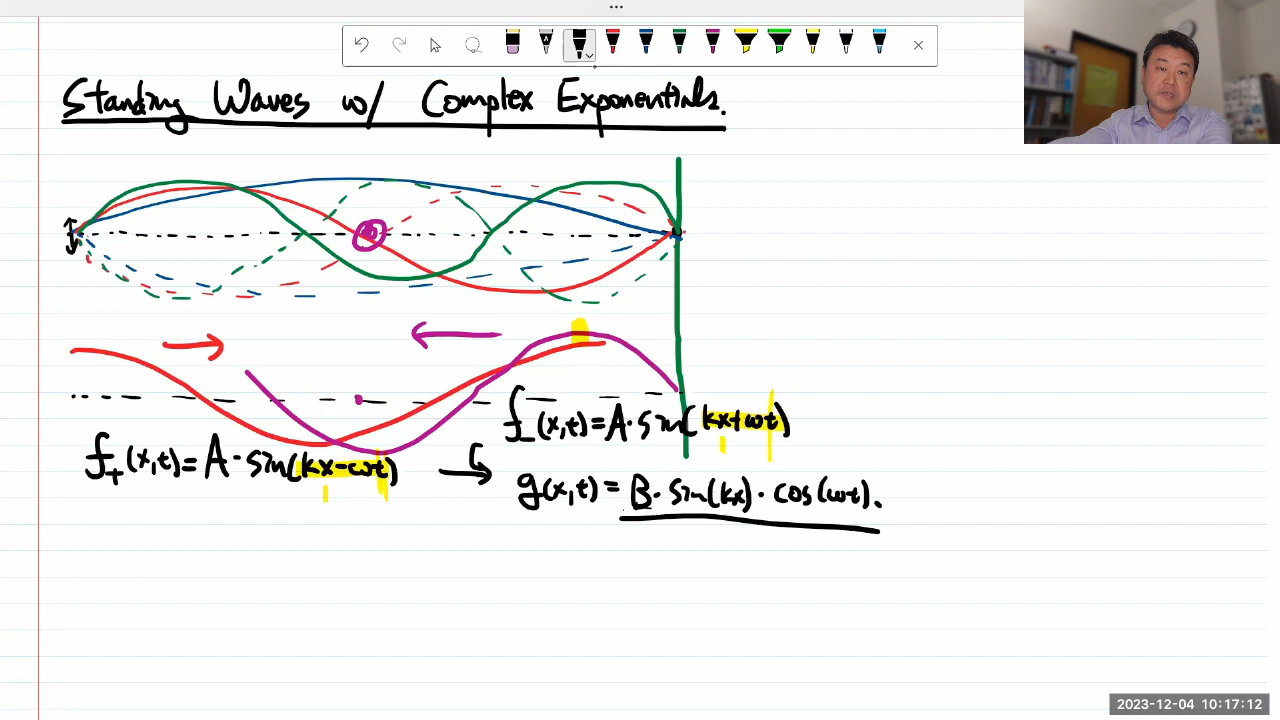 Standing Waves w/ Complex Exponentials.
f₋(x,t)=A·sin(kx+ωt)
f₊(x,t)=A·sin(kx-ωt)
g(x,t)=B·sin(kx)·cos(ωt).
2023-12-04 10:17:12